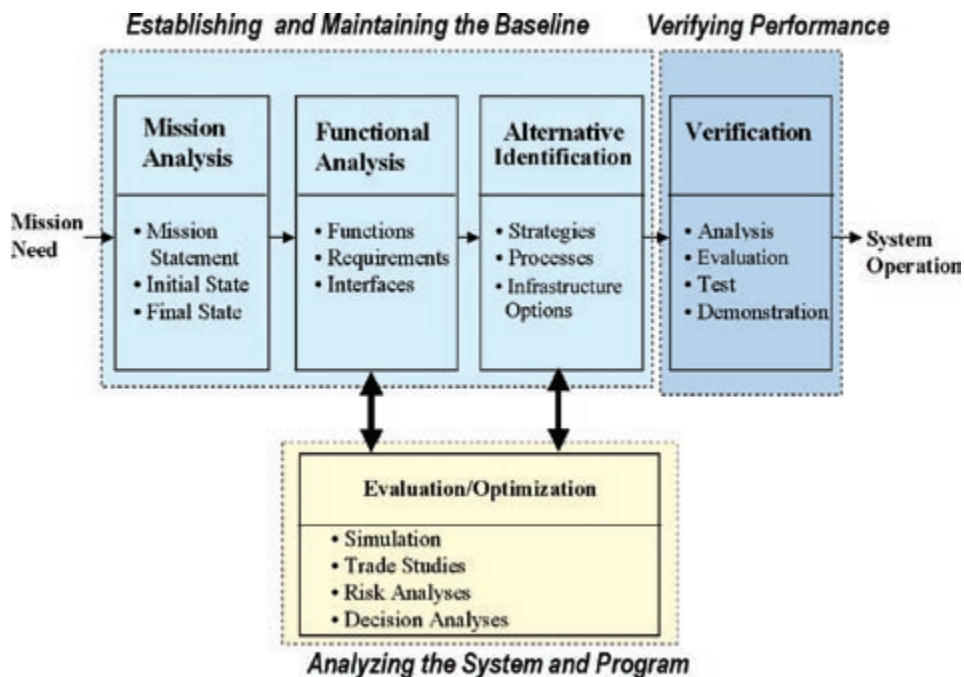 Establishing and Maintaining the Baseline
Verifying Performance
Mission
Need
Mission
Analysis
• Mission
Statement
• Initial State
• Final State
Functional
Analysis
• Functions
• Requirements
• Interfaces
Alternative
Identification
• Strategies
• Processes
• Infrastructure
Options
Verification
• Analysis
• Evaluation
• Test
• Demonstration
System
Operation
Evaluation/Optimization
• Simulation
• Trade Studies
• Risk Analyses
• Decision Analyses
Analyzing the System and Program